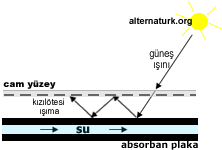 alternaturk.org
güneş
ışını
cam yüzey
kızılötesi
ışıma
su
absorban plaka